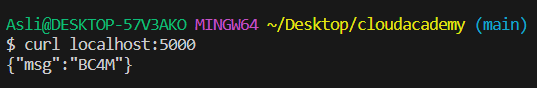 Asli@DESKTOP-57V3AKO MINGW64 ~/Desktop/cloudacademy (main)
$ curl localhost:5000
{"msg":"BC4M"}